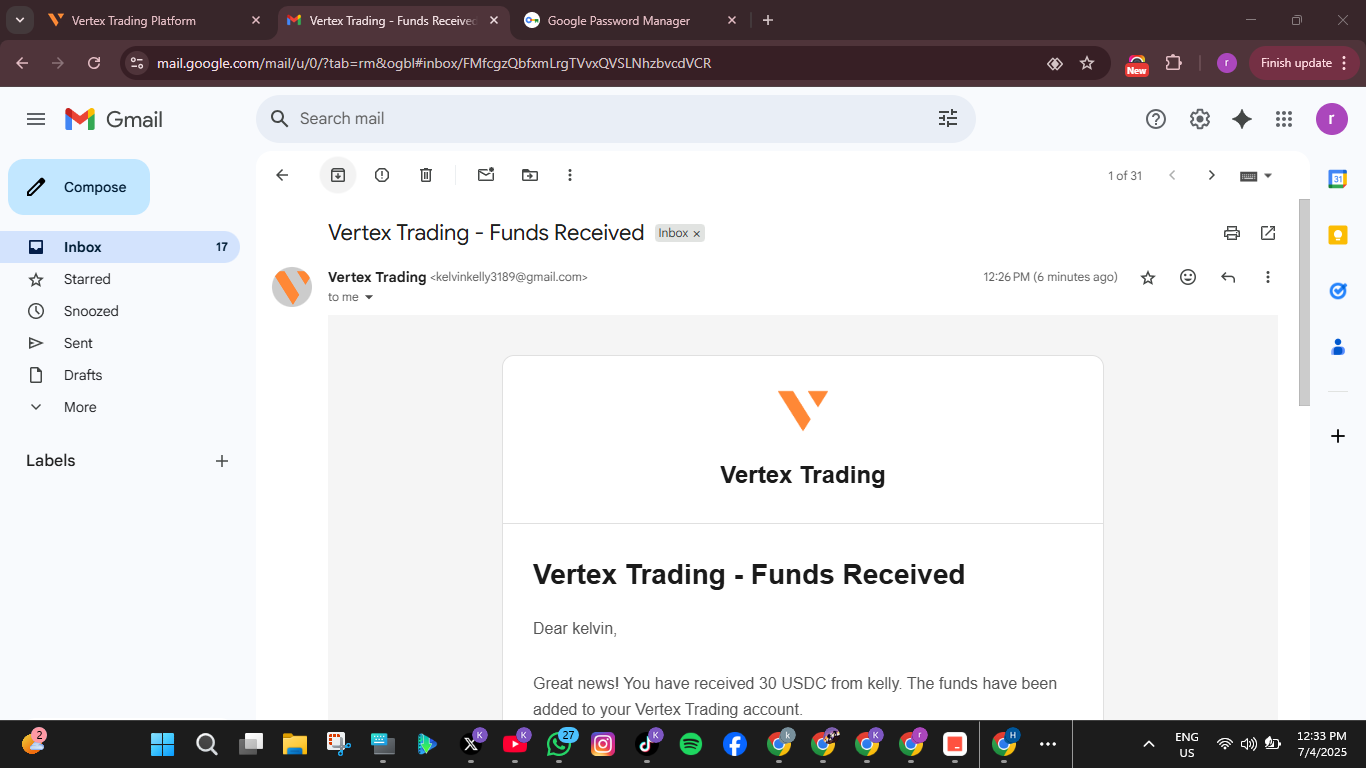 Vertex Trading Platform
Vertex Trading - Funds Received
Google Password Manager
mail.google.com/mail/u/0/?tab=rm&ogbl#inbox/FMfcgzQbfxmLrgTVvxQVSLNhzbvcdVCR
New
r
Finish update
Gmail
Search mail
r
Compose
1 of 31
Inbox 17
Starred
Snoozed
Sent
Drafts
More
Labels
31
Vertex Trading - Funds Received Inbox ×
Vertex Trading <kelvinkelly3189@gmail.com> 12:26 PM (6 minutes ago)
to me
Vertex Trading
Vertex Trading - Funds Received
Dear kelvin,
Great news! You have received 30 USDC from kelly. The funds have been
added to your Vertex Trading account.
2
K
K
27
K
k
K
r
H
ENG
US
12:33 PM
7/4/2025